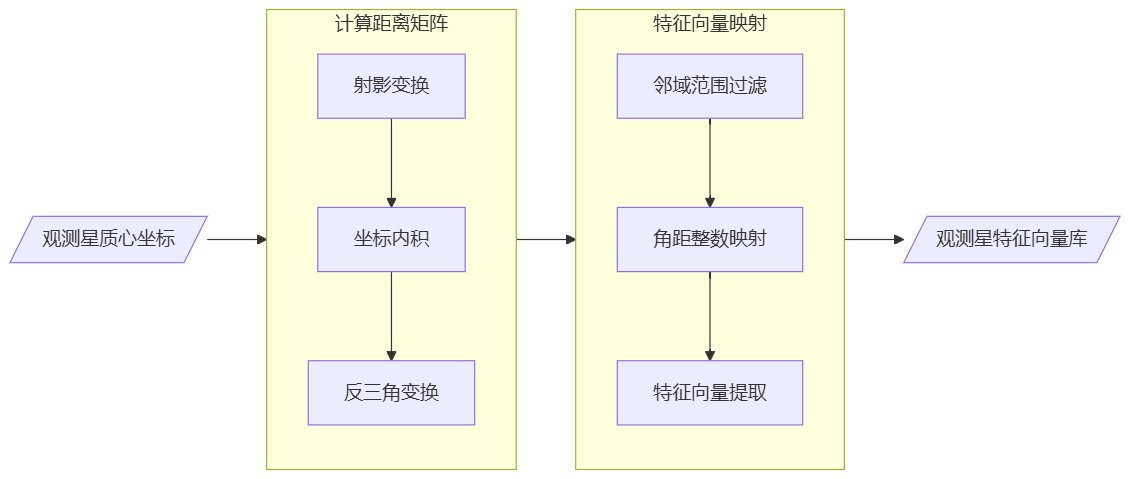 观测星质心坐标
计算距离矩阵
射影变换
坐标内积
反三角变换
特征向量映射
邻域范围过滤
角距整数映射
特征向量提取
观测星特征向量库